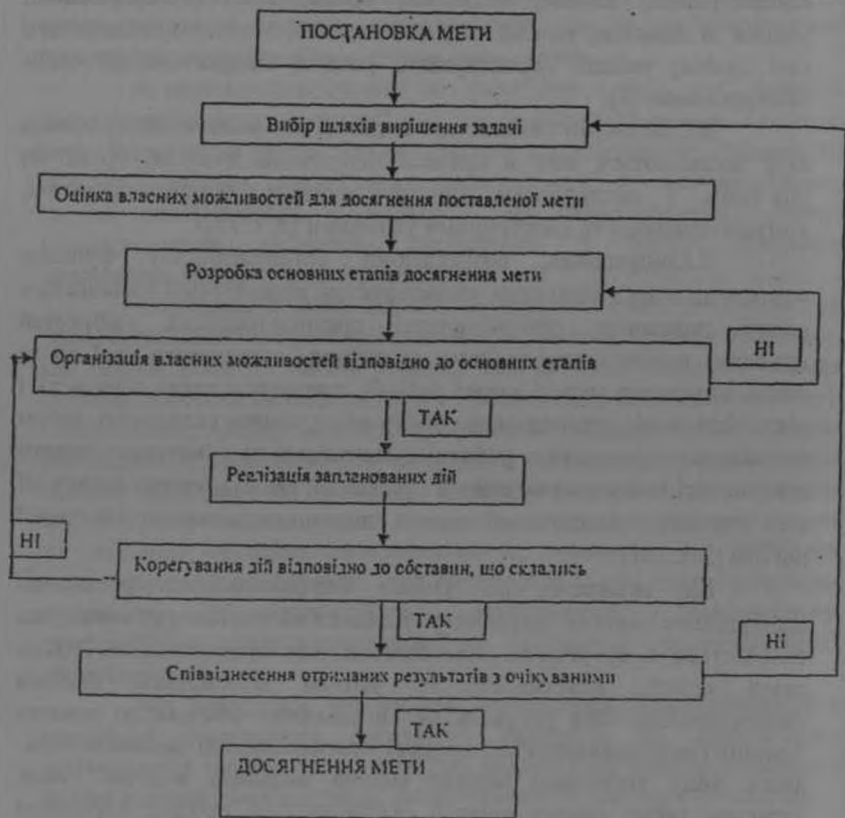 ПОСТАНОВКА МЕТИ
Вибір шляхів вирішення задачі
Оцінка власних можливостей для досягнення поставленої мети
Розробка основних етапів досягнення мети
НІ
Організація власних можливостей відповідно до основних етапів
ТАК
Реалізація запланованих дій
НІ
Корегування дій відповідно до обставин, що склались
ТАК
НІ
Співвіднесення отриманих результатів з очікуваними
ТАК
ДОСЯГНЕННЯ МЕТИ